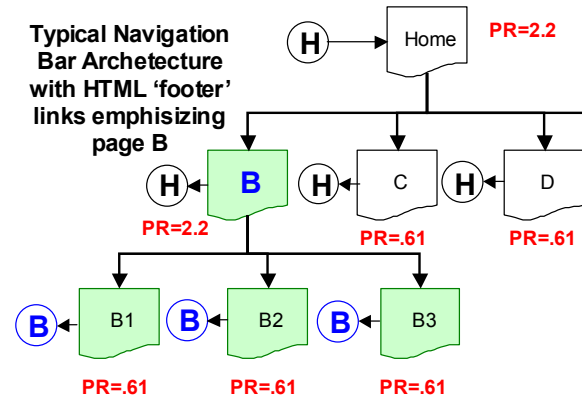 Typical Navigation
Bar Archetecture
with HTML ‘footer’
links emphisizing
page B
H
Home
PR=2.2
H
B
H
C
H
D
PR=2.2
PR=.61
PR=.61
B
B1
B
B2
B
B3
PR=.61
PR=.61
PR=.61